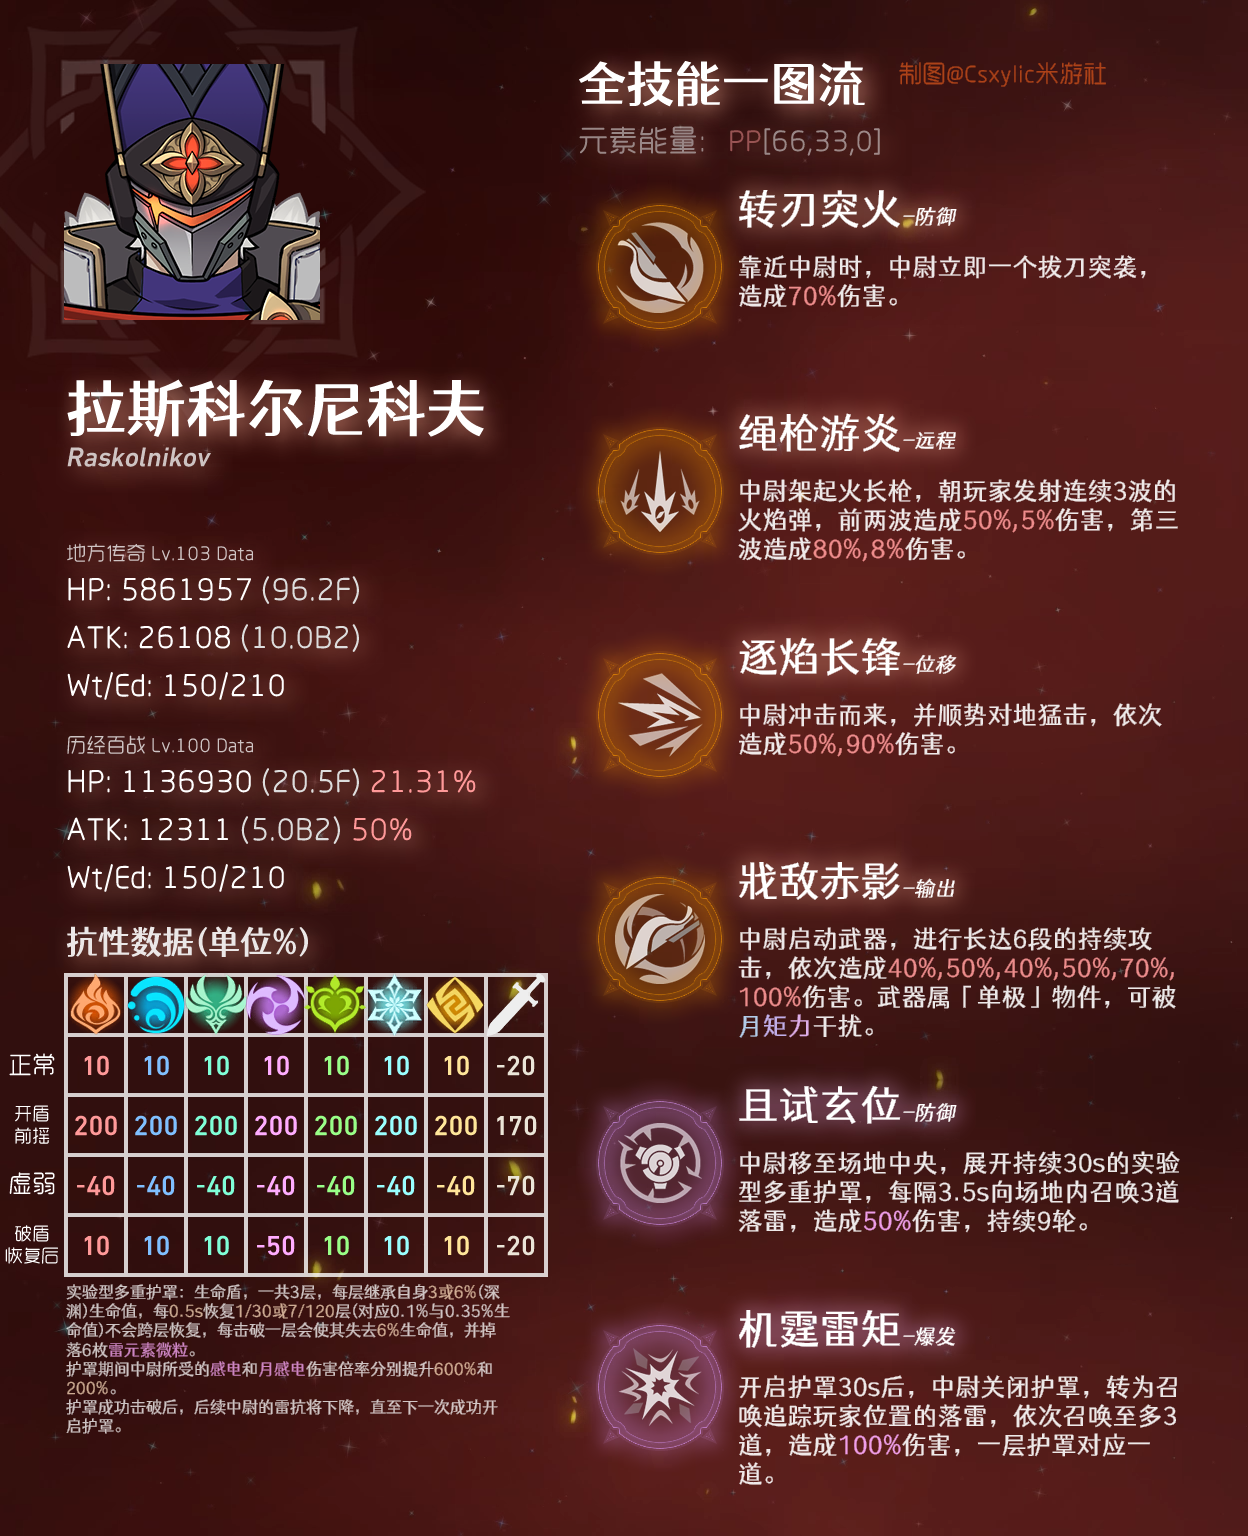 全技能一图流
制图@Csxylic米游社
元素能量: PP[66,33,0]
拉斯科尔尼科夫
Raskolnikov
地方传奇 Lv.103 Data
HP: 5861957 (96.2F)
ATK: 26108 (10.0B2)
Wt/Ed: 150/210
历经百战 Lv.100 Data
HP: 1136930 (20.5F) 21.31%
ATK: 12311 (5.0B2) 50%
Wt/Ed: 150/210
抗性数据(单位%)
正常 10 10 10 10 10 10 10 -20
开盾
前摇 200 200 200 200 200 200 200 170
虚弱 -40 -40 -40 -40 -40 -40 -40 -70
破盾
恢复后 10 10 10 -50 10 10 10 -20
实验型多重护罩：生命盾，一共3层，每层继承自身3或6%(深
渊)生命值，每0.5s恢复1/30或7/120层(对应0.1%与0.35%生
命值)不会跨层恢复，每击破一层会使其失去6%生命值，并掉
落6枚雷元素微粒。
护罩期间中尉所受的感电和月感电伤害倍率分别提升600%和
200%。
护罩成功击破后，后续中尉的雷抗将下降，直至下一次成功开
启护罩。
转刃突火–防御
靠近中尉时，中尉立即一个拔刀突袭，
造成70%伤害。
绳枪游炎–远程
中尉架起火长枪，朝玩家发射连续3波的
火焰弹，前两波造成50%,5%伤害，第三
波造成80%,8%伤害。
逐焰长锋–位移
中尉冲击而来，并顺势对地猛击，依次
造成50%,90%伤害。
戕敌赤影–输出
中尉启动武器，进行长达6段的持续攻
击，依次造成40%,50%,40%,50%,70%,
100%伤害。武器属「单极」物件，可被
月矩力干扰。
且试玄位–防御
中尉移至场地中央，展开持续30s的实验
型多重护罩，每隔3.5s向场地内召唤3道
落雷，造成50%伤害，持续9轮。
机霆雷矩–爆发
开启护罩30s后，中尉关闭护罩，转为召
唤追踪玩家位置的落雷，依次召唤至多3
道，造成100%伤害，一层护罩对应一
道。